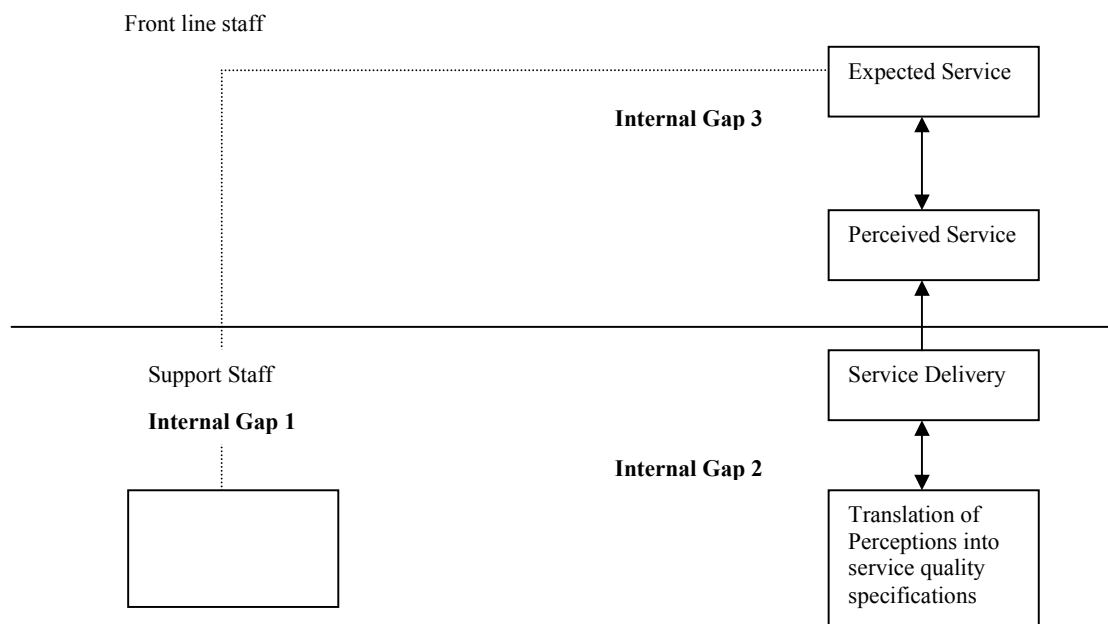 Front line staff
Expected Service
Internal Gap 3
Perceived Service
Support Staff
Service Delivery
Internal Gap 1
Internal Gap 2
Translation of
Perceptions into
service quality
specifications